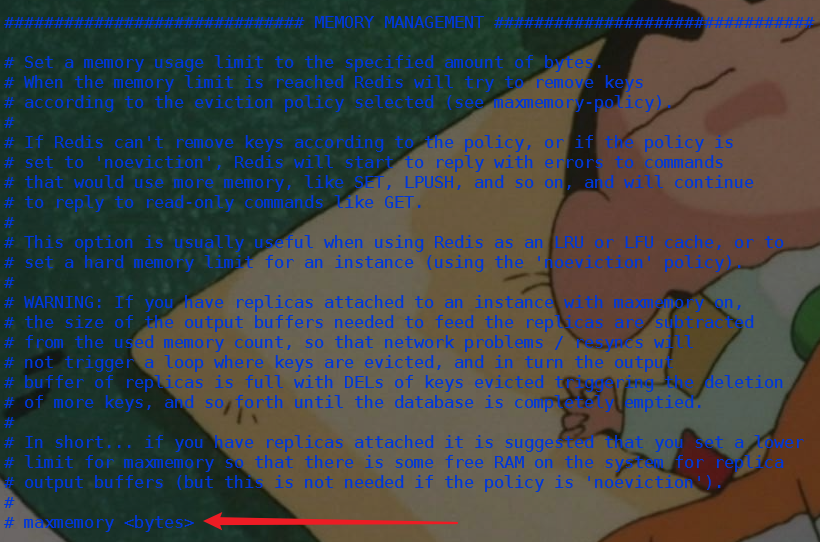 ############################## MEMORY MANAGEMENT ################################
# Set a memory usage limit to the specified amount of bytes.
# When the memory limit is reached Redis will try to remove keys
# according to the eviction policy selected (see maxmemory-policy).
#
# If Redis can't remove keys according to the policy, or if the policy is
# set to 'noeviction', Redis will start to reply with errors to commands
# that would use more memory, like SET, LPUSH, and so on, and will continue
# to reply to read-only commands like GET.
#
# This option is usually useful when using Redis as an LRU or LFU cache, or to
# set a hard memory limit for an instance (using the 'noeviction' policy).
#
# WARNING: If you have replicas attached to an instance with maxmemory on,
# the size of the output buffers needed to feed the replicas are subtracted
# from the used memory count, so that network problems / resyncs will
# not trigger a loop where keys are evicted, and in turn the output
# buffer of replicas is full with DELs of keys evicted triggering the deletion
# of more keys, and so forth until the database is completely emptied.
#
# In short... if you have replicas attached it is suggested that you set a lower
# limit for maxmemory so that there is some free RAM on the system for replica
# output buffers (but this is not needed if the policy is 'noeviction').
#
# maxmemory <bytes>